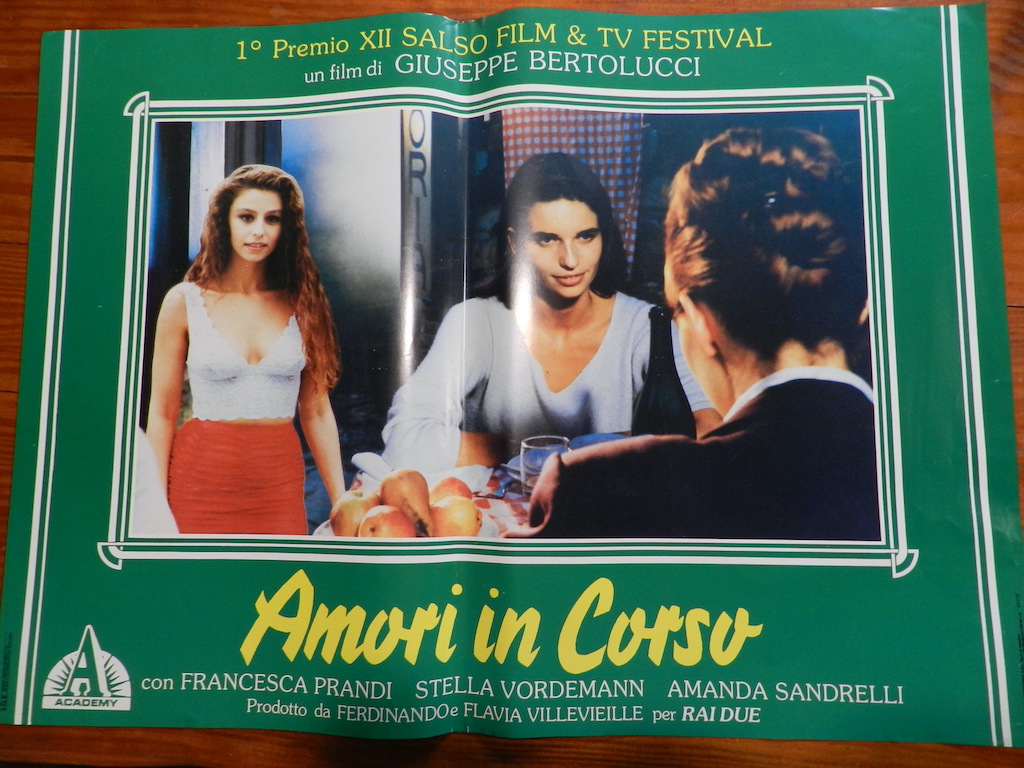 1° Premio XII SALSO FILM & TV FESTIVAL
un film di GIUSEPPE BERTOLUCCI
OR
Amori in Corso
A
ACADEMY
con FRANCESCA PRANDI STELLA VORDEMANN AMANDA SANDRELLI
Prodotto da FERDINANDO e FLAVIA VILLEVIEILLE per RAI DUE